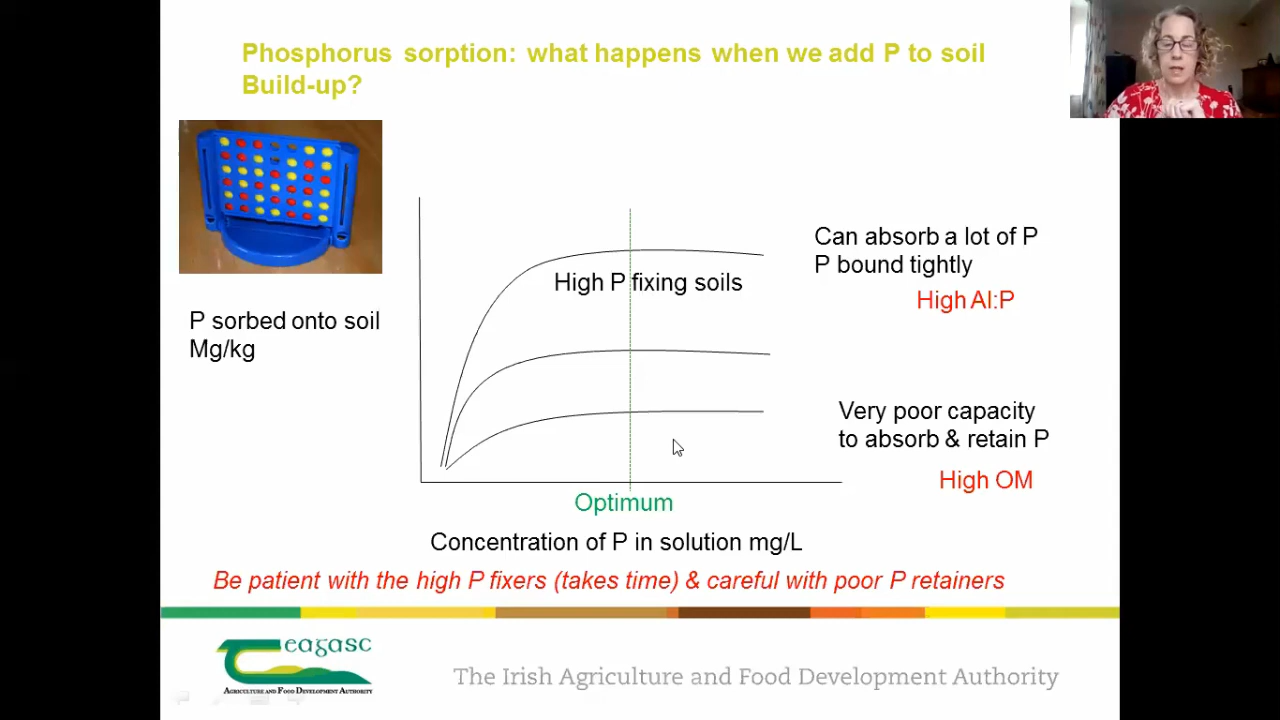 Phosphorus sorption: what happens when we add P to soil
Build-up?
Can absorb a lot of P
P bound tightly
High Al:P
High P fixing soils
P sorbed onto soil
Mg/kg
Very poor capacity
to absorb & retain P
High OM
Optimum
Concentration of P in solution mg/L
Be patient with the high P fixers (takes time) & careful with poor P retainers
eagasc
AGRICULTURE AND FOOD DEVELOPMENT AUTHORITY
The Irish Agriculture and Food Development Authority